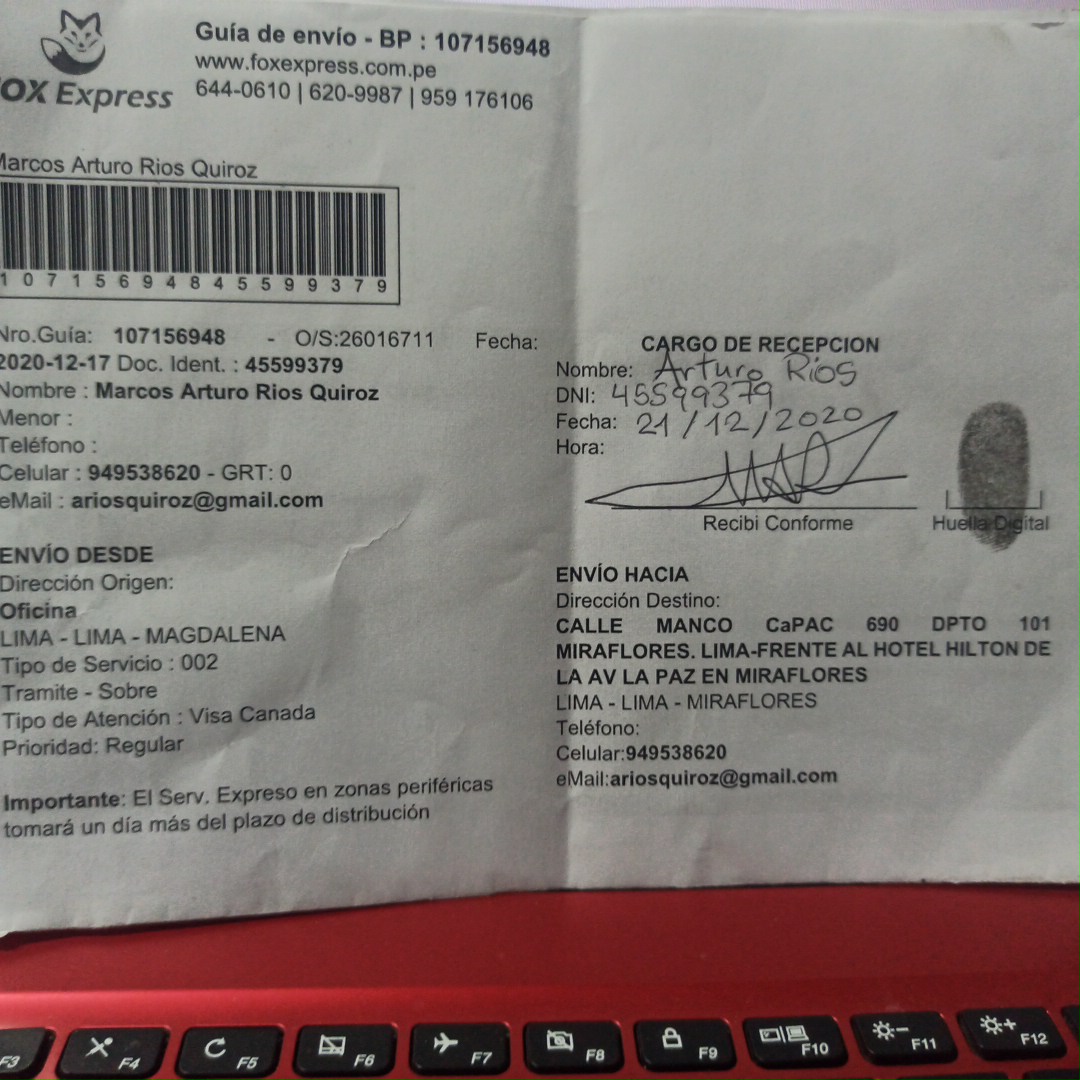 Guía de envío - BP : 107156948
www.foxexpress.com.pe
OX Express
644-0610 | 620-9987 | 959 176106
Marcos Arturo Rios Quiroz
1 0 7 1 5 6 9 4 8 4 5 5 9 9 3 7 9
Nro.Guía: 107156948 - O/S:26016711 Fecha:
2020-12-17 Doc. Ident. : 45599379
Nombre : Marcos Arturo Rios Quiroz
Menor :
Teléfono :
Celular : 949538620 - GRT: 0
eMail : ariosquiroz@gmail.com
ENVÍO DESDE
Dirección Origen:
Oficina
LIMA - LIMA - MAGDALENA
Tipo de Servicio : 002
Tramite - Sobre
Tipo de Atención : Visa Canada
Prioridad: Regular
Importante: El Serv. Expreso en zonas periféricas
tomará un día más del plazo de distribución
CARGO DE RECEPCION
Nombre: Arturo Ríos
DNI: 45599379
Fecha: 21/12/2020
Hora:
Recibi Conforme
Huella Digital
ENVÍO HACIA
Dirección Destino:
CALLE MANCO CaPAC 690 DPTO 101
MIRAFLORES. LIMA-FRENTE AL HOTEL HILTON DE
LA AV LA PAZ EN MIRAFLORES
LIMA - LIMA - MIRAFLORES
Teléfono:
Celular:949538620
eMail:ariosquiroz@gmail.com
F3 F4 F5 F6 F7 F8 F9 F10 F11 F12